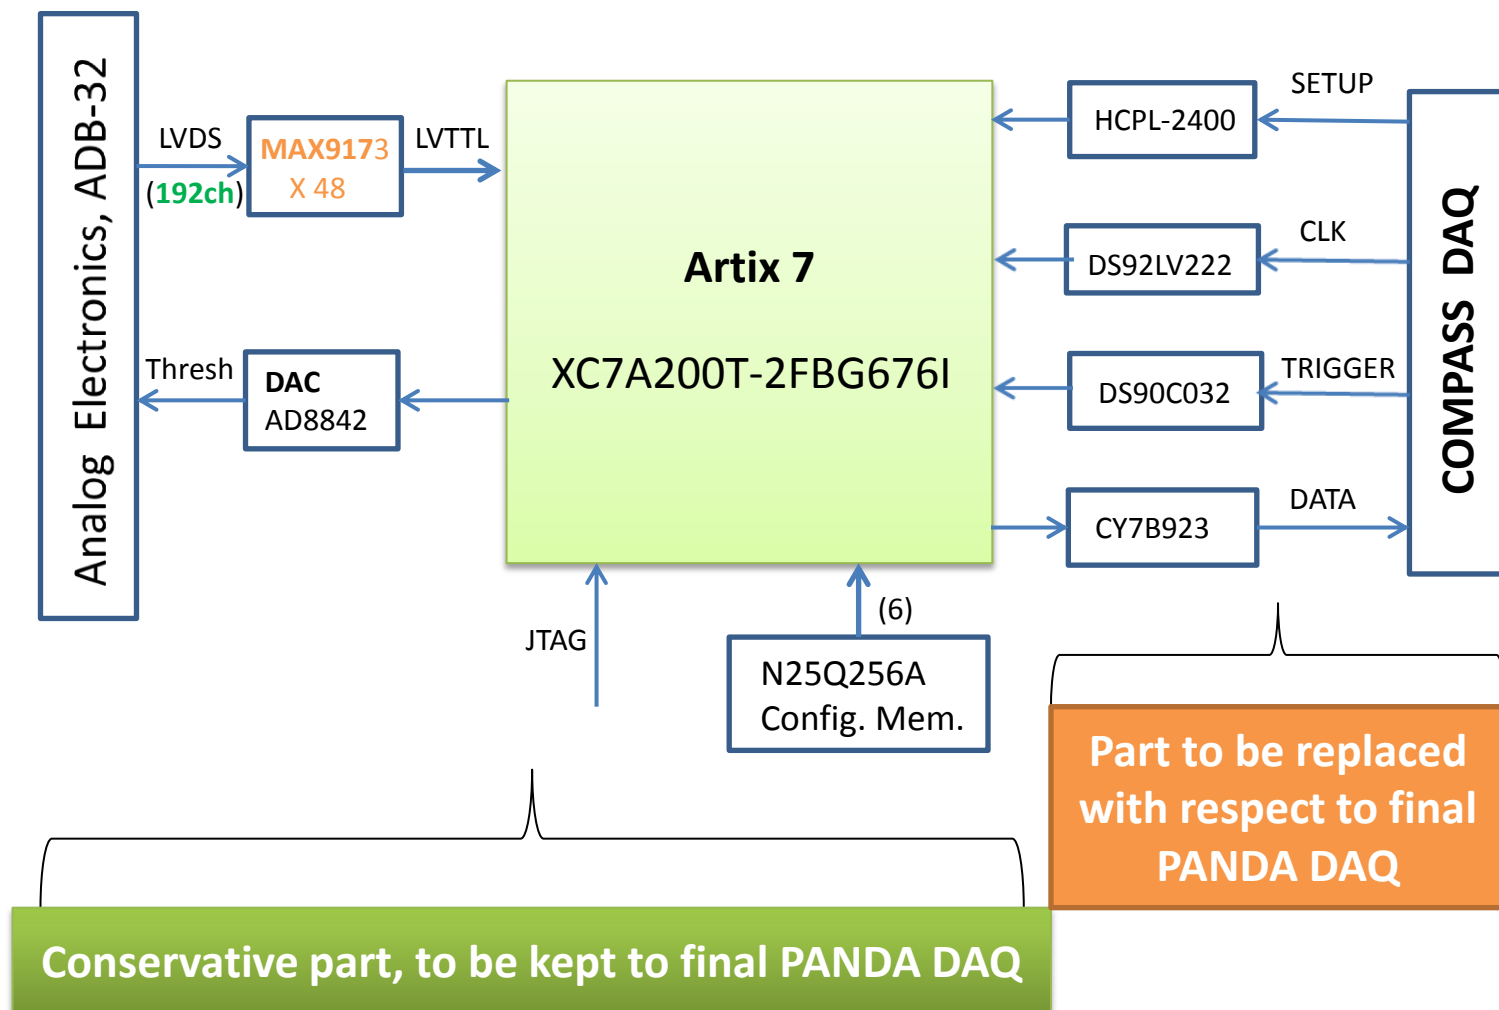 Analog Electronics, ADB-32
LVDS
(192ch)
MAX9173
X 48
LVTTL
Thresh
DAC
AD8842
Artix 7
XC7A200T-2FBG676I
JTAG
(6)
N25Q256A
Config. Mem.
HCPL-2400
SETUP
DS92LV222
CLK
DS90C032
TRIGGER
CY7B923
DATA
COMPASS DAQ
Part to be replaced
with respect to final
PANDA DAQ
Conservative part, to be kept to final PANDA DAQ